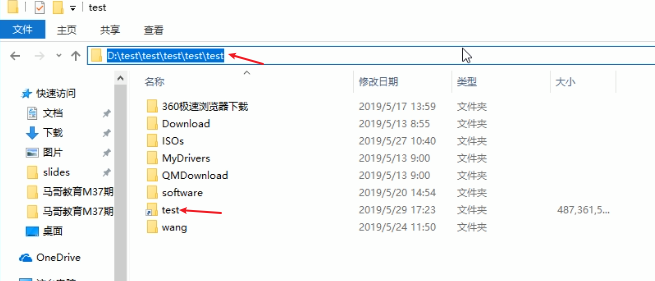 test
文件 主页 共享 查看
D:\test\test\test\test\test
名称 修改日期 类型 大小
快速访问
文档
下载
图片
slides
马哥教育M37期
马哥教育M37期
桌面
OneDrive
360极速浏览器下载 2019/5/17 13:59 文件夹
Download 2019/5/13 8:55 文件夹
ISOs 2019/5/27 10:40 文件夹
MyDrivers 2019/5/13 9:00 文件夹
QMDownload 2019/5/13 9:00 文件夹
software 2019/5/20 14:54 文件夹
test 2019/5/29 17:23 文件夹 487,361,5...
wang 2019/5/24 11:50 文件夹